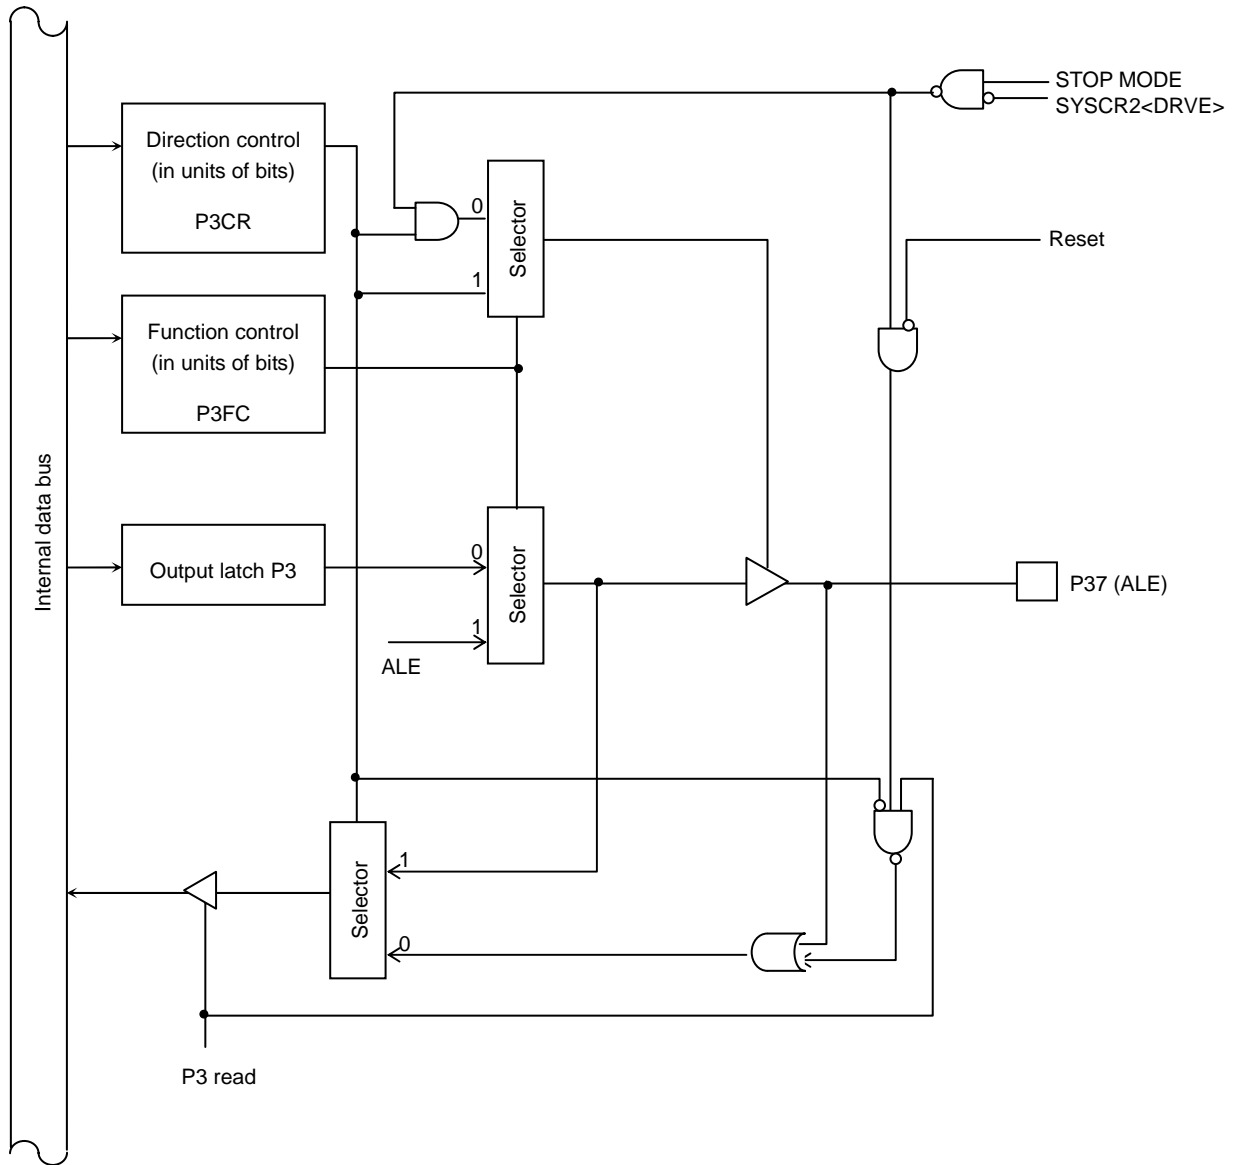 STOP MODE
SYSCR2<DRVE>
Direction control
(in units of bits)
P3CR
0
Selector
1
Reset
Function control
(in units of bits)
P3FC
Internal data bus
Output latch P3
0
Selector
1
ALE
P37 (ALE)
Selector
1
0
P3 read